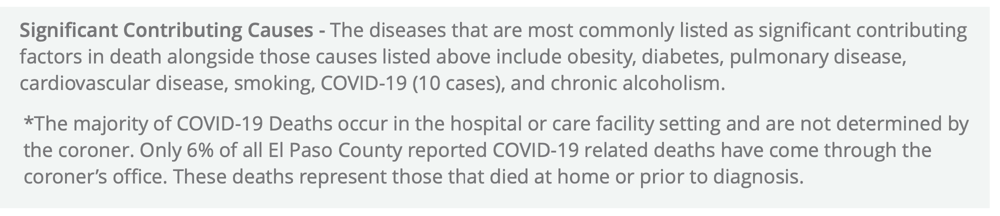 Significant Contributing Causes - The diseases that are most commonly listed as significant contributing
factors in death alongside those causes listed above include obesity, diabetes, pulmonary disease,
cardiovascular disease, smoking, COVID-19 (10 cases), and chronic alcoholism.
*The majority of COVID-19 Deaths occur in the hospital or care facility setting and are not determined by
the coroner. Only 6% of all El Paso County reported COVID-19 related deaths have come through the
coroner’s office. These deaths represent those that died at home or prior to diagnosis.